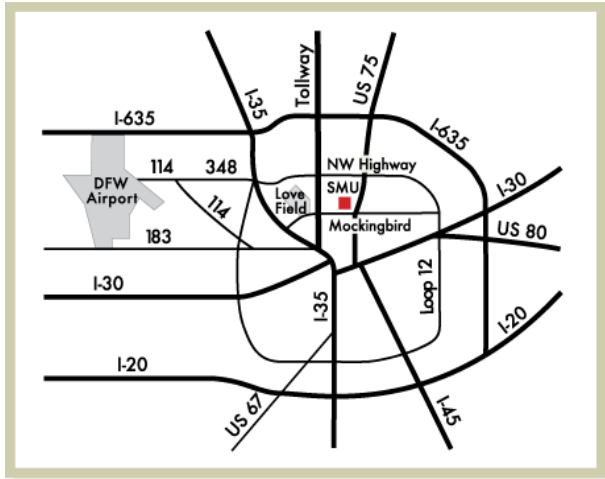 I-35
Tollway
US 75
I-635
I-635
114
348
NW Highway
I-30
DFW
Airport
Love
Field
SMU
114
Mockingbird
US 80
183
I-30
I-35
Loop 12
I-20
I-20
US 67
I-45